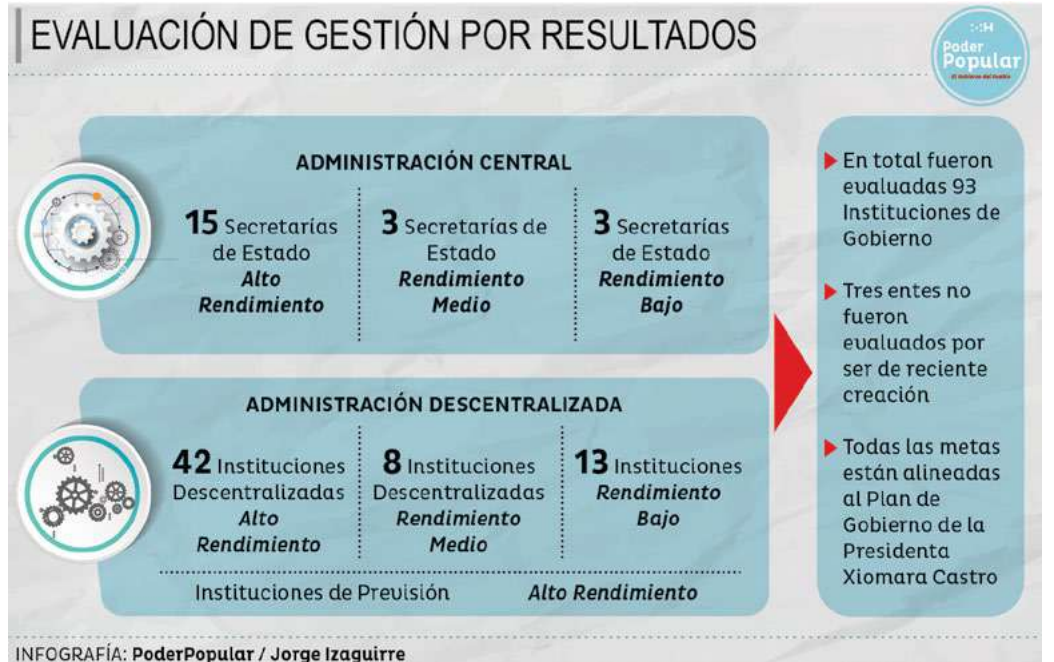 EVALUACIÓN DE GESTIÓN POR RESULTADOS
Poder
Popular
El Gobierno del Pueblo
ADMINISTRACIÓN CENTRAL
15 Secretarías
de Estado
Alto
Rendimiento
3 Secretarías de
Estado
Rendimiento
Medio
3 Secretarías
de Estado
Rendimiento
Bajo
ADMINISTRACIÓN DESCENTRALIZADA
42 Instituciones
Descentralizadas
Alto
Rendimiento
8 Instituciones
Descentralizadas
Rendimiento
Medio
13 Instituciones
Rendimiento
Bajo
Instituciones de Previsión Alto Rendimiento
En total fueron
evaluadas 93
Instituciones de
Gobierno
Tres entes no
fueron
evaluados por
ser de reciente
creación
Todas las metas
están alineadas
al Plan de
Gobierno de la
Presidenta
Xiomara Castro
INFOGRAFÍA: PoderPopular / Jorge Izaguirre